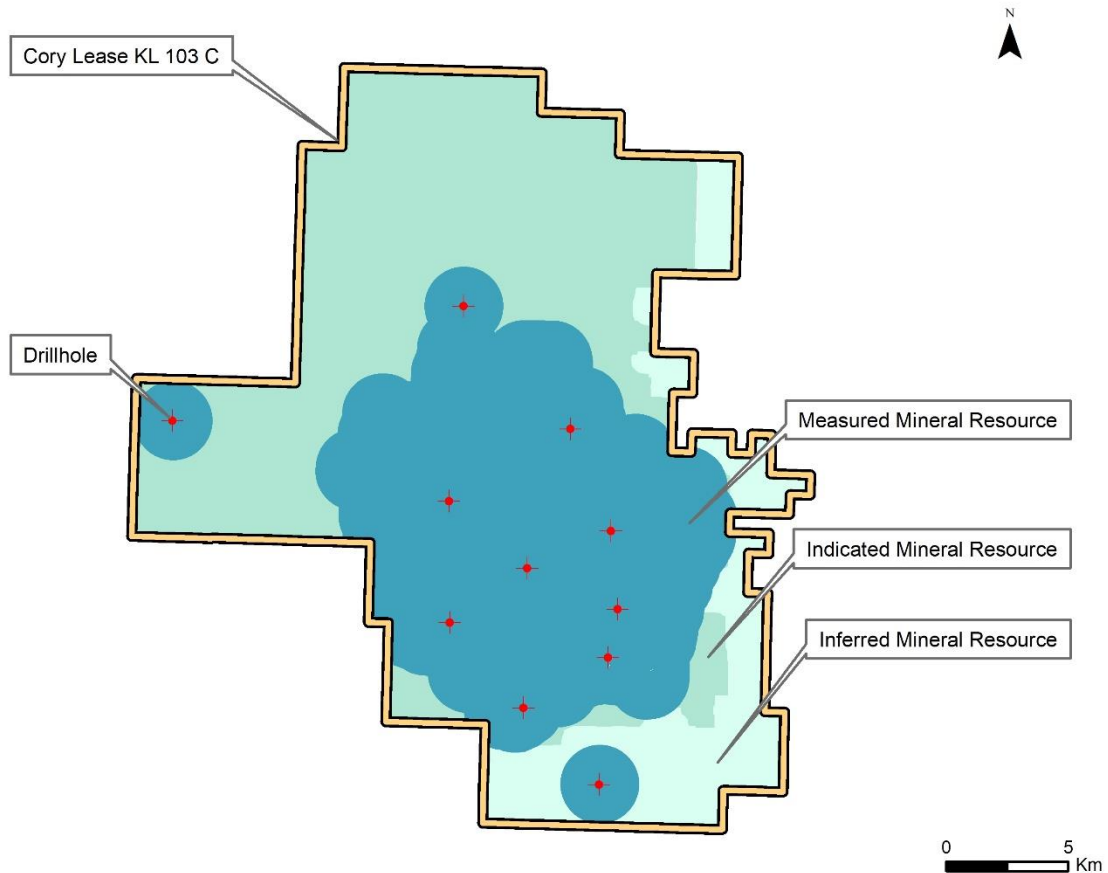 N
Cory Lease KL 103 C
Drillhole
Measured Mineral Resource
Indicated Mineral Resource
Inferred Mineral Resource
0 5
Km